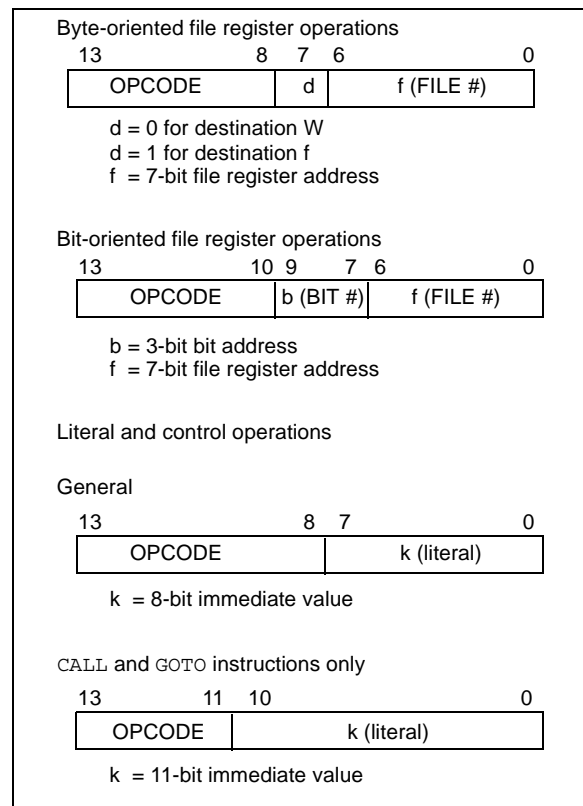 Byte-oriented file register operations
13 8 7 6 0
OPCODE d f (FILE #)
d = 0 for destination W
d = 1 for destination f
f = 7-bit file register address
Bit-oriented file register operations
13 10 9 7 6 0
OPCODE b (BIT #) f (FILE #)
b = 3-bit bit address
f = 7-bit file register address
Literal and control operations
General
13 8 7 0
OPCODE k (literal)
k = 8-bit immediate value
CALL and GOTO instructions only
13 11 10 0
OPCODE k (literal)
k = 11-bit immediate value